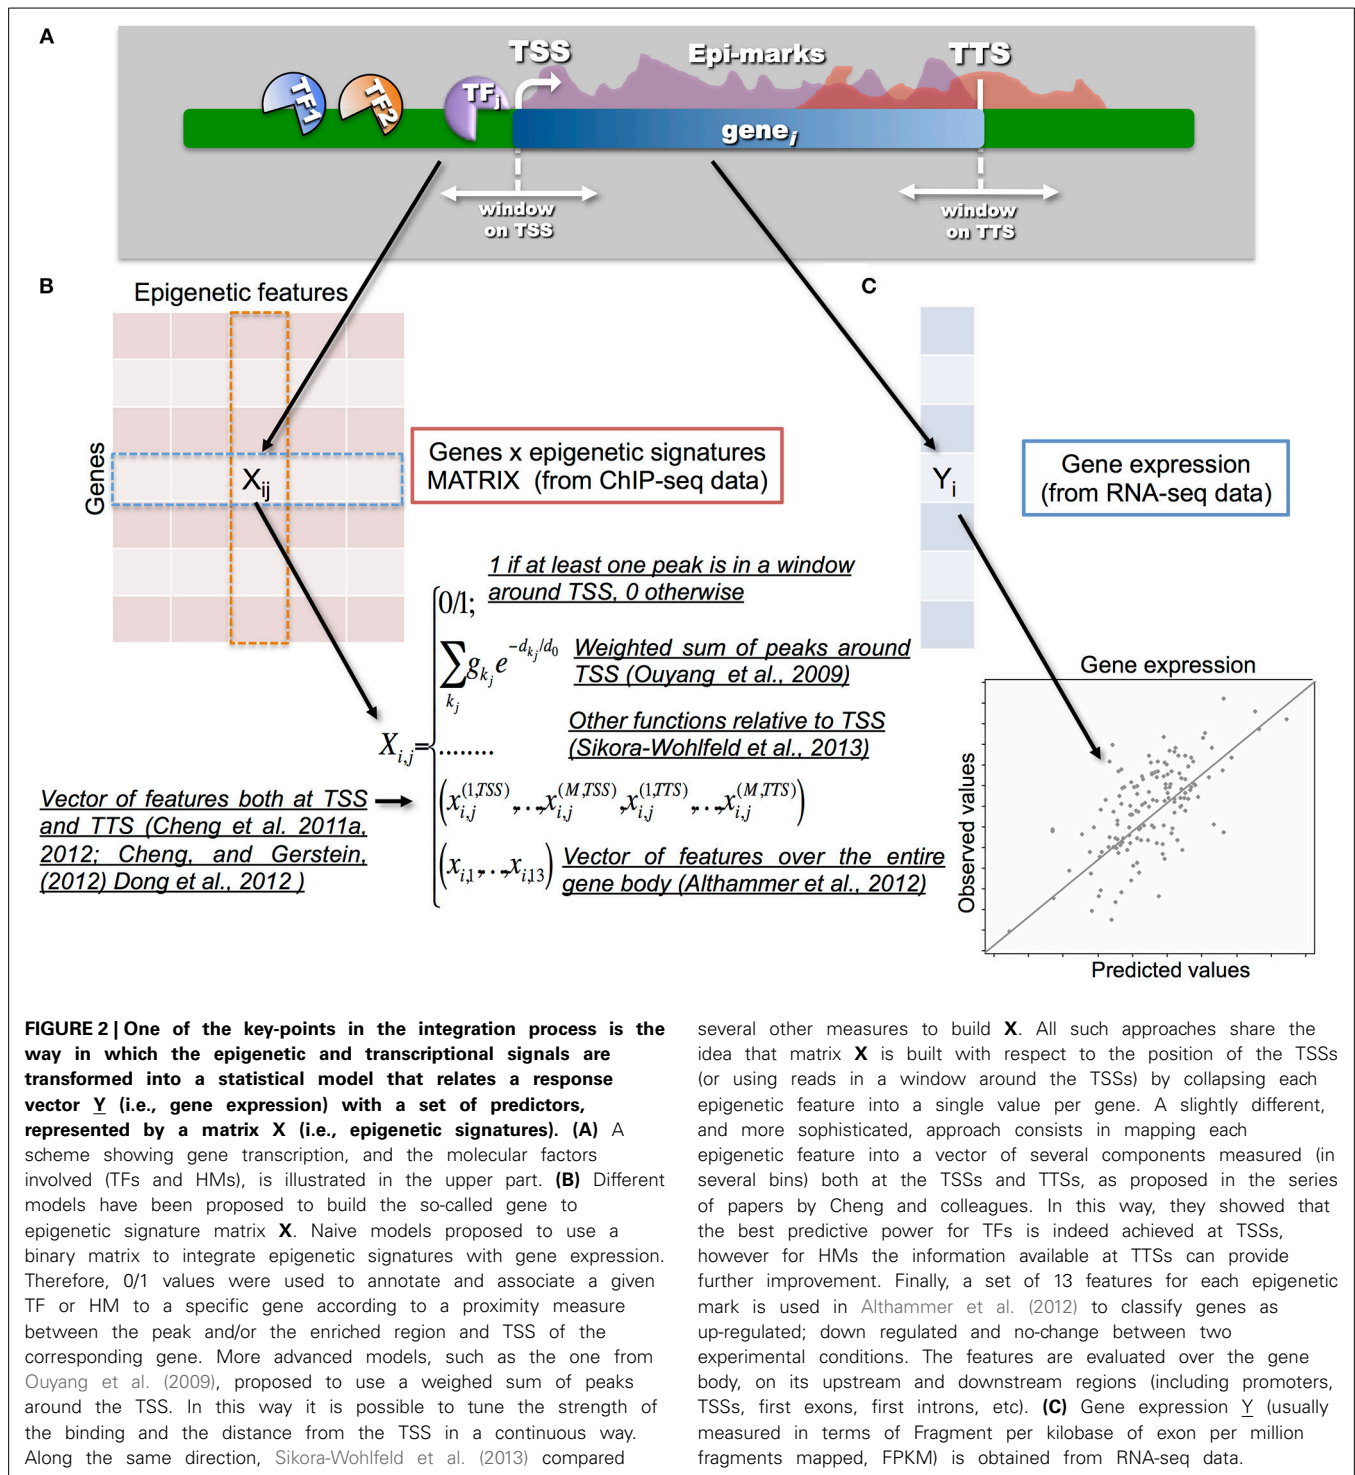 A
TSS
Epi-marks
TTS
TF1
TF2
TFj
genei
window
on TSS
window
on TTS
B
Epigenetic features
Genes
Xij
Genes x epigenetic signatures
MATRIX (from ChIP-seq data)
C
Yi
Gene expression
(from RNA-seq data)
1 if at least one peak is in a window
around TSS, 0 otherwise
0/1;
∑kj gkj e^(-dkj/d0)
Weighted sum of peaks around
TSS (Ouyang et al., 2009)
Other functions relative to TSS
(Sikora-Wohlfeld et al., 2013)
Xi,j=
........
Vector of features both at TSS
and TTS (Cheng et al. 2011a,
2012; Cheng, and Gerstein,
(2012) Dong et al., 2012 )
(xi,j^(1,TSS),..,xi,j^(M,TSS),xi,j^(1,TTS),..,xi,j^(M,TTS))
(xi,1,..,xi,13)
Vector of features over the entire
gene body (Althammer et al., 2012)
Gene expression
Observed values
Predicted values
FIGURE 2 | One of the key-points in the integration process is the
way in which the epigenetic and transcriptional signals are
transformed into a statistical model that relates a response
vector Y (i.e., gene expression) with a set of predictors,
represented by a matrix X (i.e., epigenetic signatures). (A) A
scheme showing gene transcription, and the molecular factors
involved (TFs and HMs), is illustrated in the upper part. (B) Different
models have been proposed to build the so-called gene to
epigenetic signature matrix X. Naive models proposed to use a
binary matrix to integrate epigenetic signatures with gene expression.
Therefore, 0/1 values were used to annotate and associate a given
TF or HM to a specific gene according to a proximity measure
between the peak and/or the enriched region and TSS of the
corresponding gene. More advanced models, such as the one from
Ouyang et al. (2009), proposed to use a weighed sum of peaks
around the TSS. In this way it is possible to tune the strength of
the binding and the distance from the TSS in a continuous way.
Along the same direction, Sikora-Wohlfeld et al. (2013) compared
several other measures to build X. All such approaches share the
idea that matrix X is built with respect to the position of the TSSs
(or using reads in a window around the TSSs) by collapsing each
epigenetic feature into a single value per gene. A slightly different,
and more sophisticated, approach consists in mapping each
epigenetic feature into a vector of several components measured (in
several bins) both at the TSSs and TTSs, as proposed in the series
of papers by Cheng and colleagues. In this way, they showed that
the best predictive power for TFs is indeed achieved at TSSs,
however for HMs the information available at TTSs can provide
further improvement. Finally, a set of 13 features for each epigenetic
mark is used in Althammer et al. (2012) to classify genes as
up-regulated; down regulated and no-change between two
experimental conditions. The features are evaluated over the gene
body, on its upstream and downstream regions (including promoters,
TSSs, first exons, first introns, etc). (C) Gene expression Y (usually
measured in terms of Fragment per kilobase of exon per million
fragments mapped, FPKM) is obtained from RNA-seq data.